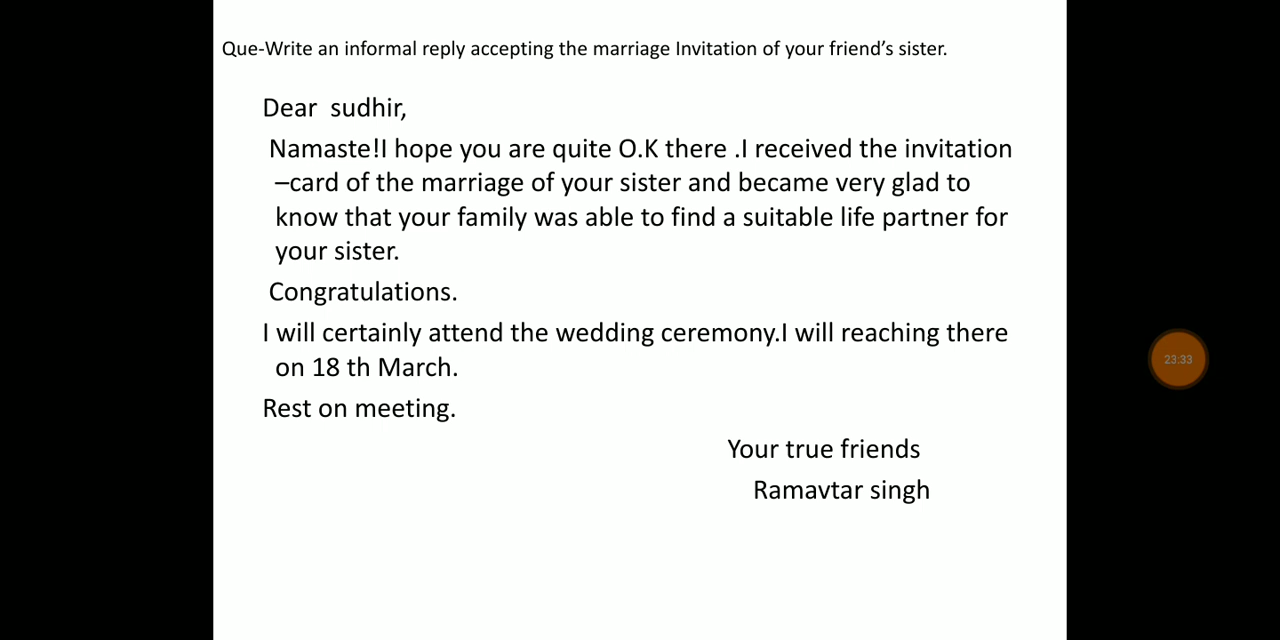 Que-Write an informal reply accepting the marriage Invitation of your friend's sister.
Dear sudhir,
Namaste!I hope you are quite O.K there .I received the invitation
–card of the marriage of your sister and became very glad to
know that your family was able to find a suitable life partner for
your sister.
Congratulations.
I will certainly attend the wedding ceremony.I will reaching there
on 18 th March.
Rest on meeting.
Your true friends
Ramavtar singh
23:33